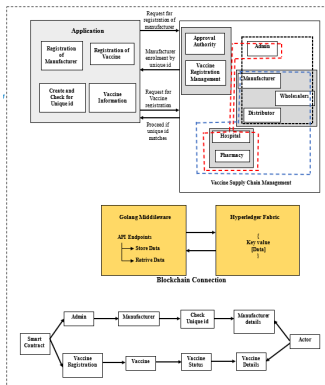 Application
Registration
of
Manufacturer
Registration of
Vaccine
Create and
Check for
Unique id
Vaccine
Information
Request for
registration of
manufacturer
Manufacturer
enrolment by
unique id
Request for
Vaccine
registration
Proceed if
unique id
matches
Approval
Authority
Vaccine
Registration
Management
Admin
Manufacturer
Wholesalers
Distributor
Hospital
Pharmacy
Vaccine Supply Chain Management
Golang Middileware
API Endpoints
Store Data
Retrive Data
Hyperledger Fabric
{
Key value
[Data]
}
Blockchain Connection
Smart
Contract
Admin
Manufacturer
Check
Unique id
Manufacturer
details
Vaccine
Registration
Vaccine
Vaccine
Status
Vaccine
Details
Actor